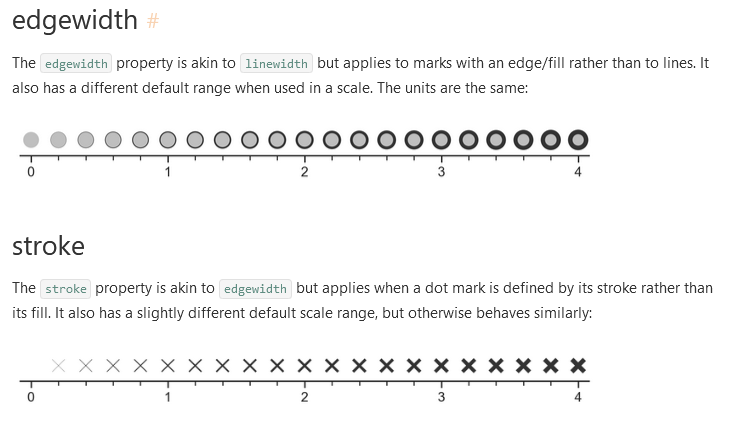 edgewidth #
The edgewidth property is akin to linewidth but applies to marks with an edge/fill rather than to lines. It
also has a different default range when used in a scale. The units are the same:
0 1 2 3 4
stroke
The stroke property is akin to edgewidth but applies when a dot mark is defined by its stroke rather than
its fill. It also has a slightly different default scale range, but otherwise behaves similarly:
0 1 2 3 4